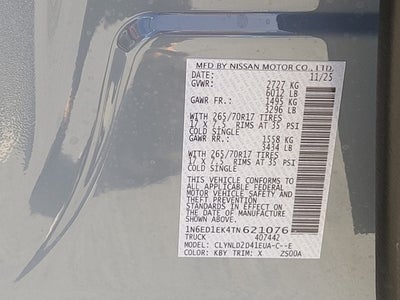 MFD BY NISSAN MOTOR CO., LTD.
DATE: 11/25
GVWR: 2727 KG
6012 LB
GAWR FR.: 1495 KG
3296 LB
WITH 265/70R17 TIRES
17 X 7.5 RIMS AT 35 PSI
COLD SINGLE
GAWR RR.: 1558 KG
3434 LB
WITH 265/70R17 TIRES
17 X 7.5 RIMS AT 35 PSI
COLD SINGLE
THIS VEHICLE CONFORMS TO
ALL APPLICABLE FEDERAL
MOTOR VEHICLE SAFETY AND
THEFT PREVENTION
STANDARDS IN EFFECT ON
THE DATE OF MANUFACTURE
SHOWN ABOVE.
1N6ED1EK4TN621076
TRUCK 407442
MODEL: CLYNLD2D41EUA-C--E
COLOR: KBY TRIM: X 2S00A